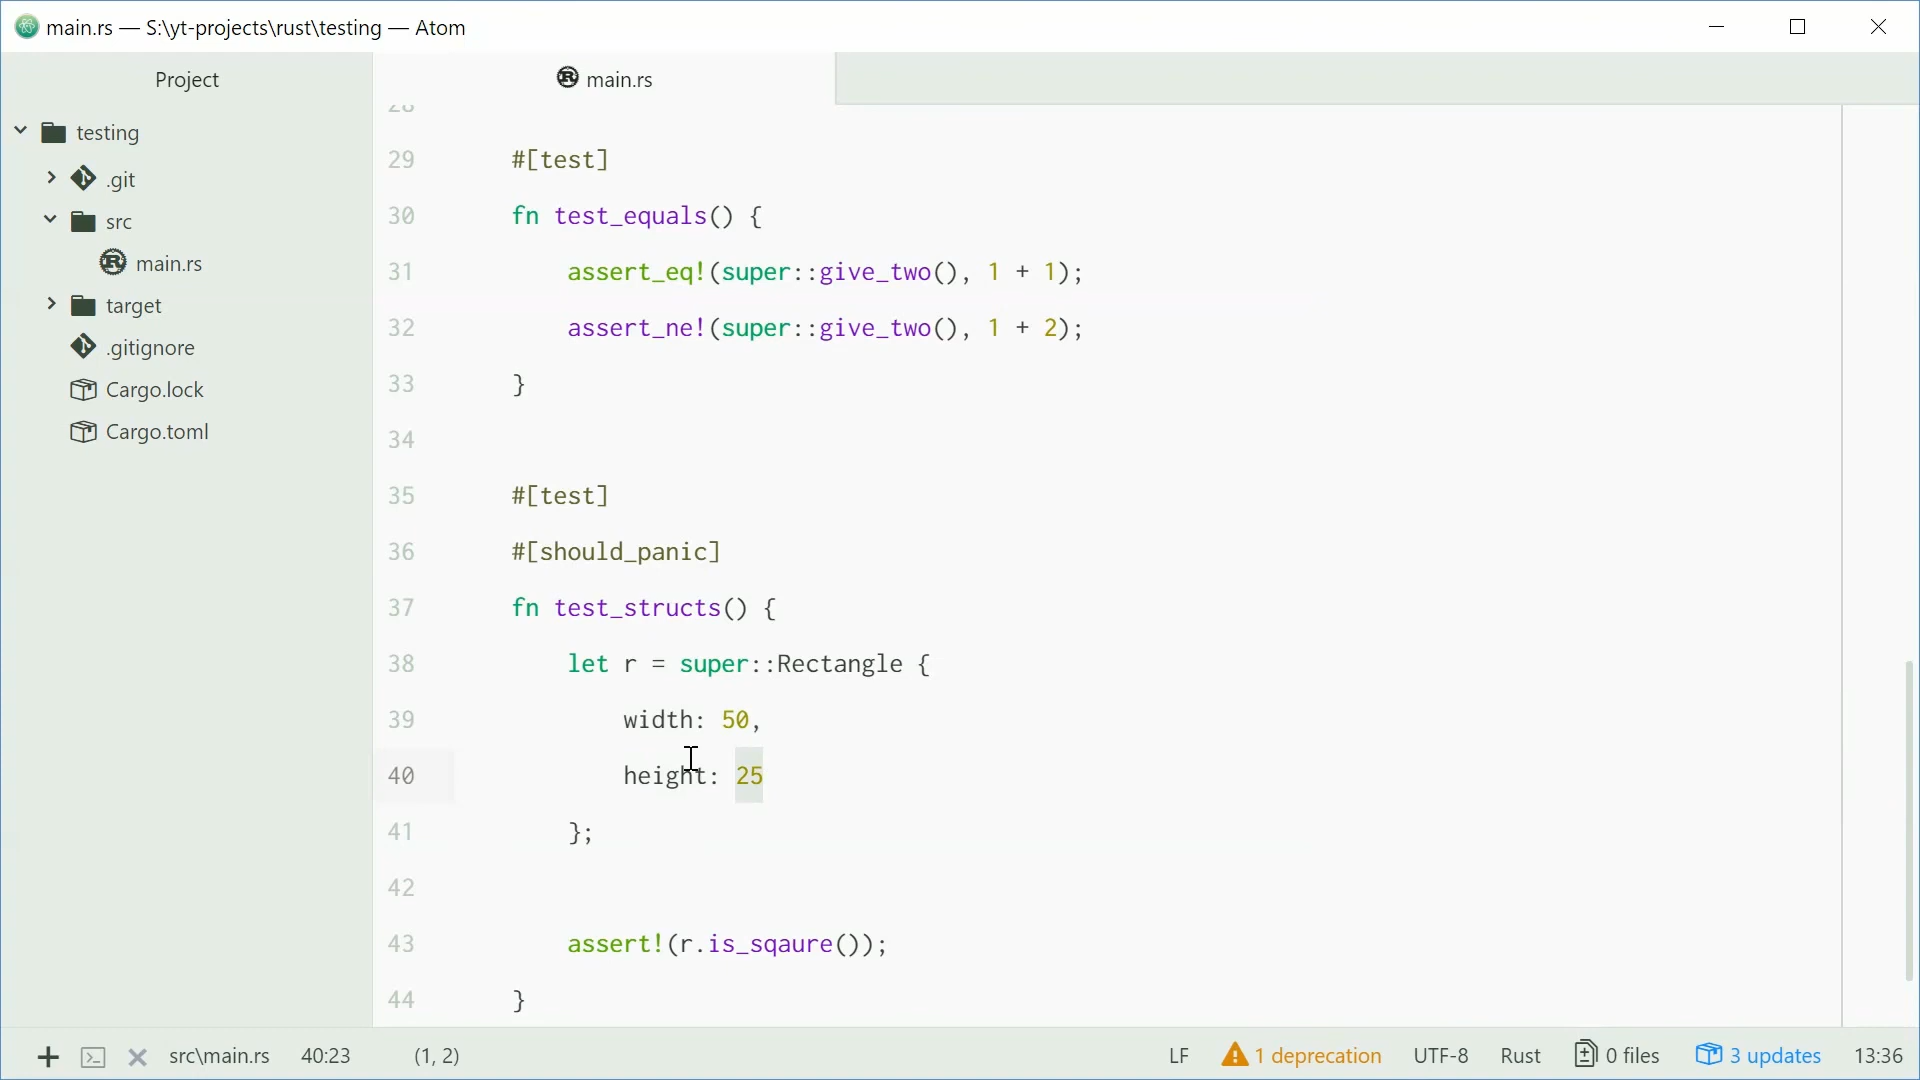 main.rs — S:\yt-projects\rust\testing — Atom
Project
main.rs
testing
.git
src
main.rs
target
.gitignore
Cargo.lock
Cargo.toml
28
29 #[test]
30 fn test_equals() {
31 assert_eq!(super::give_two(), 1 + 1);
32 assert_ne!(super::give_two(), 1 + 2);
33 }
34
35 #[test]
36 #[should_panic]
37 fn test_structs() {
38 let r = super::Rectangle {
39 width: 50,
40 height: 25
41 };
42
43 assert!(r.is_sqaure());
44 }
src\main.rs 40:23 (1, 2) LF 1 deprecation UTF-8 Rust 0 files 3 updates 13:36